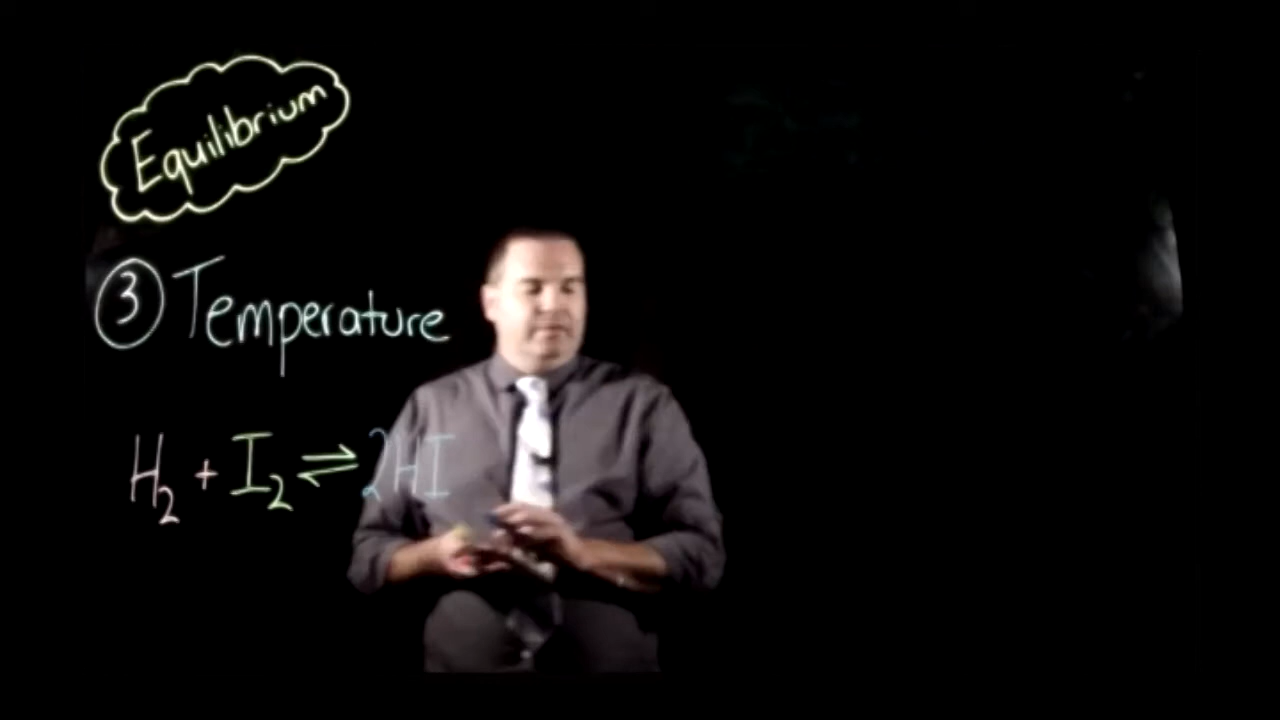 Equilibrium
3 Temperature
H₂ + I₂ ⇌ 2HI